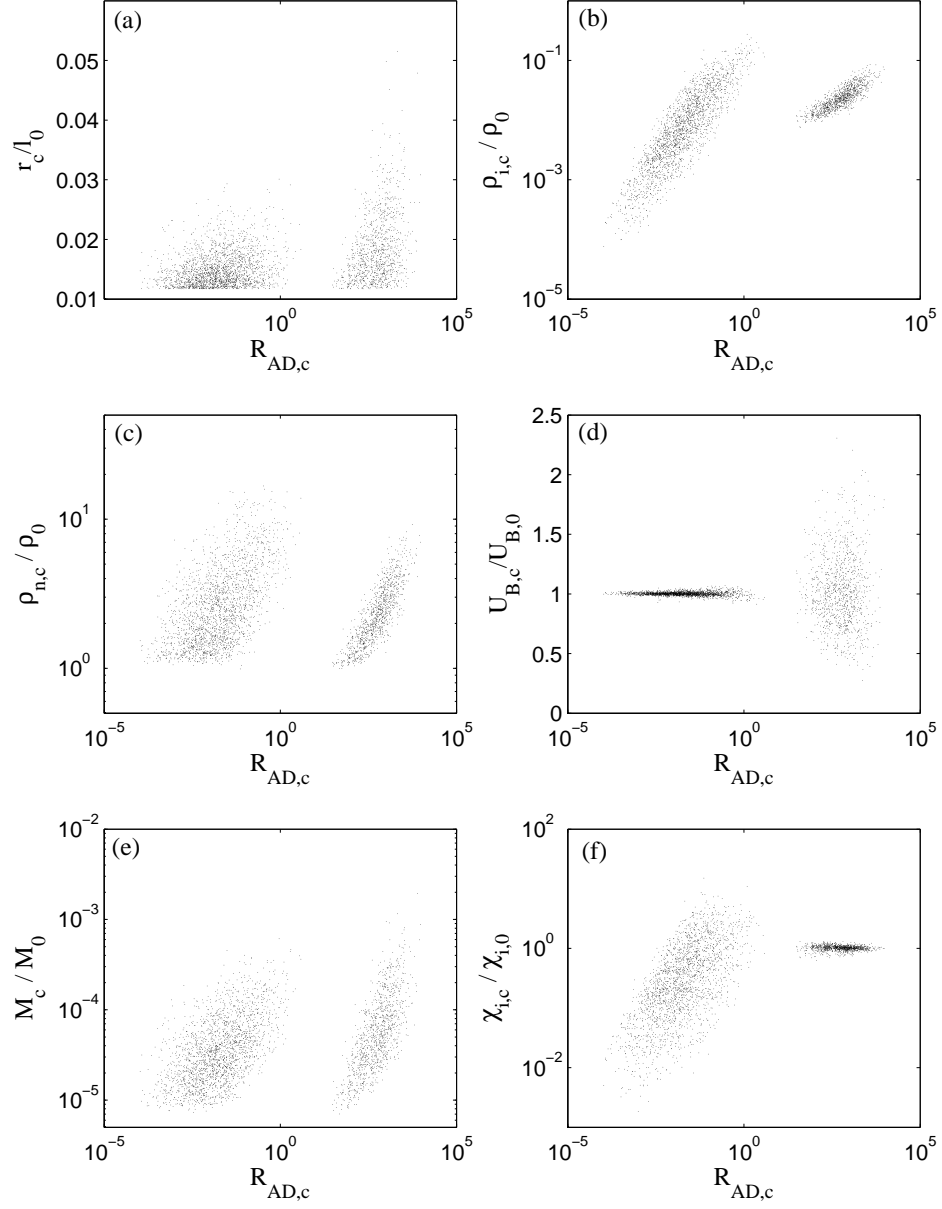 (a)
0.05
0.04
0.03
0.02
0.01
r_c/l_0
10^-5 10^0 10^5
R_AD,c
(b)
10^-1
10^-3
10^-5
ρ_i,c / ρ_0
10^-5 10^0 10^5
R_AD,c
(c)
10^1
10^0
ρ_n,c / ρ_0
10^-5 10^0 10^5
R_AD,c
(d)
2.5
2
1.5
1
0.5
0
U_B,c/U_B,0
10^-5 10^0 10^5
R_AD,c
(e)
10^-2
10^-3
10^-4
10^-5
M_c / M_0
10^-5 10^0 10^5
R_AD,c
(f)
10^2
10^0
10^-2
χ_i,c / χ_i,0
10^-5 10^0 10^5
R_AD,c